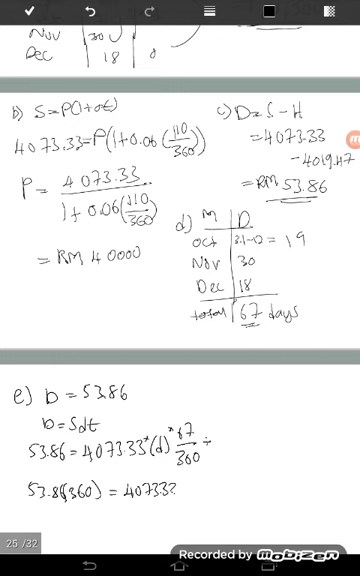 Nov 30
Dec 18 0
b) S=P(1+rt)
4073.33=P(1+0.06(110/360))
P= 4073.33
1+0.06(110/360)
= RM 40000
c) D=S-H
=4073.33
-4019.47
=RM 53.86
d) M D
Oct 31-12=19
Nov 30
Dec 18
total 67 days
e) D = 53.86
D=Sdt
53.86=4073.33*(d)*67/360÷
53.86(360) = 4073.33
25 /32
Recorded by mobizen